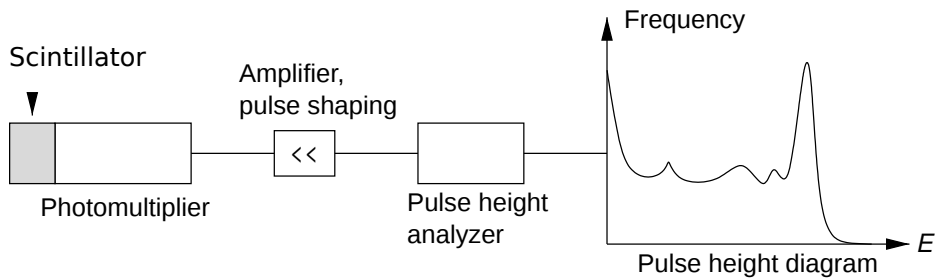 Scintillator
Photomultiplier
Amplifier,
pulse shaping
<<
Pulse height
analyzer
Frequency
E
Pulse height diagram